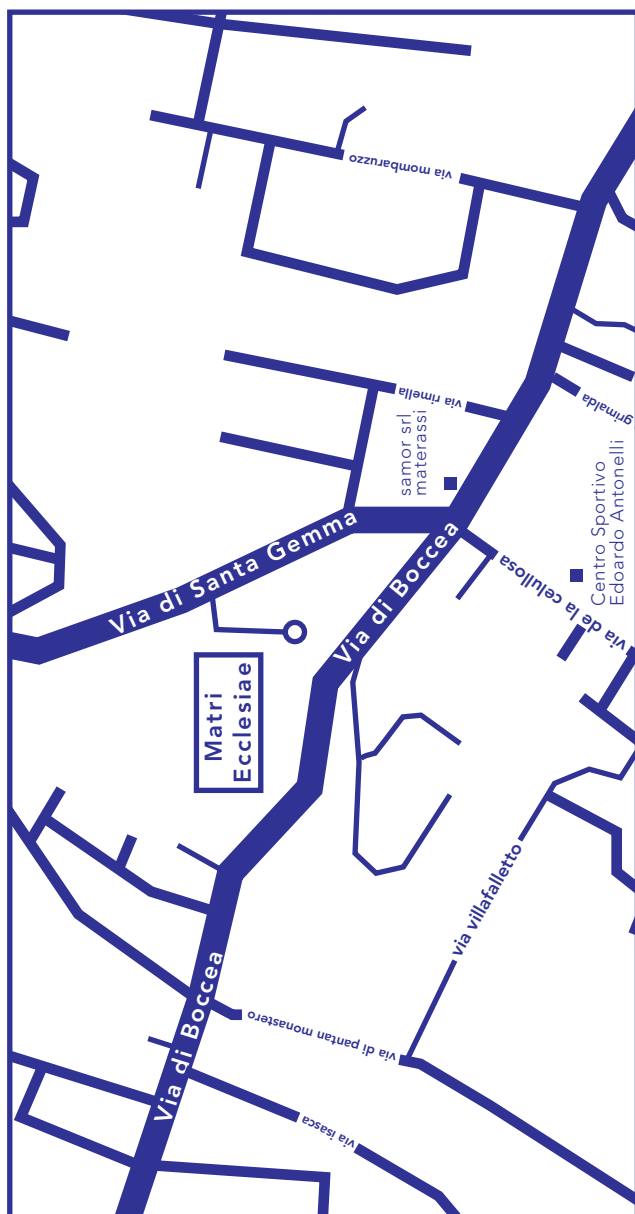 via mombaruzzo
via rimella
grimalda
samor srl
materassi
Centro Sportivo
Edoardo Antonelli
Via di Santa Gemma
Via di Boccea
via de la celullosa
Matri
Ecclesiae
via villafalletto
Via di Boccea
via di pantan monastero
via isasca